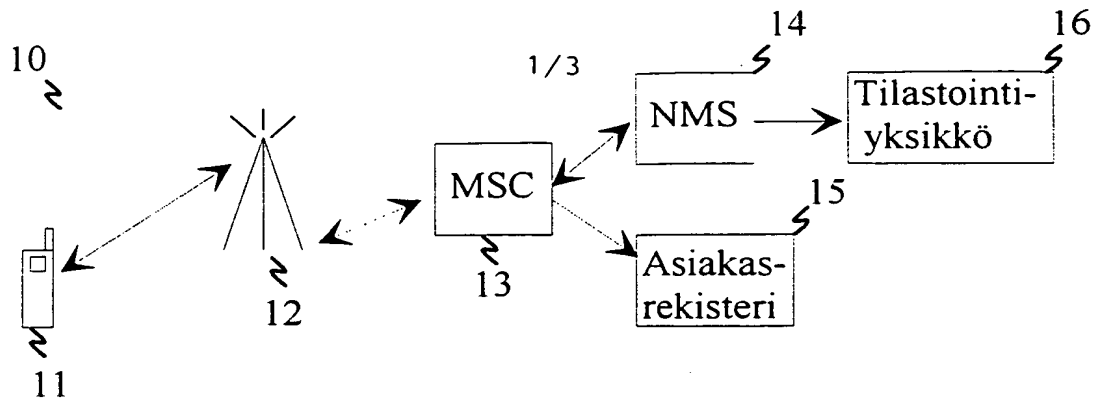 10
1/3
14
16
NMS
Tilastointi-
yksikkö
MSC
15
13
Asiakas-
rekisteri
12
11